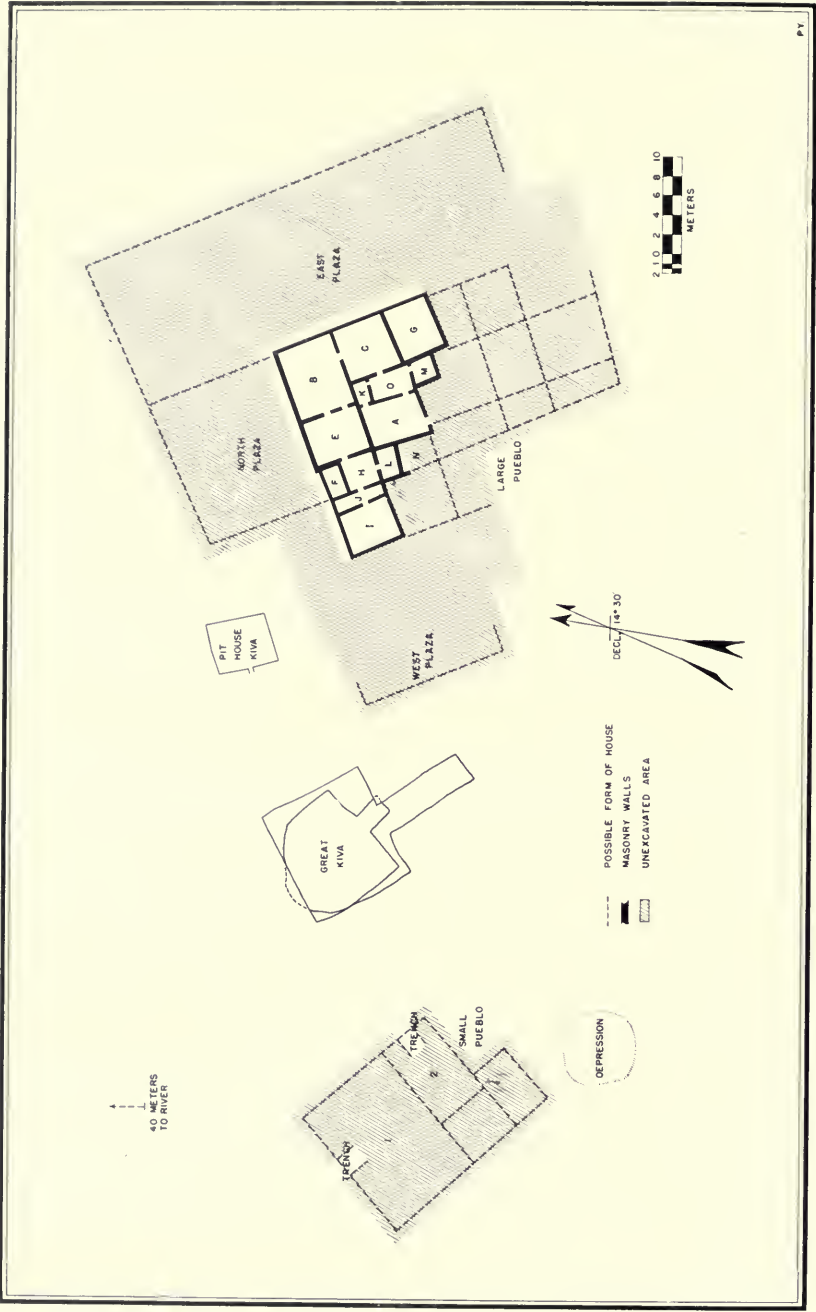 PY
EAST
PLAZA
NORTH
PLAZA
2 1 0 2 4 6 8 10
METERS
B
C
G
E
K
O
M
A
F
H
L
N
J
I
LARGE
PUEBLO
PIT
HOUSE
KIVA
WEST
PLAZA
DECL. 14° 30'
GREAT
KIVA
POSSIBLE FORM OF HOUSE
MASONRY WALLS
UNEXCAVATED AREA
40 METERS
TO RIVER
TRENCH
1
2
TRENCH
SMALL
PUEBLO
DEPRESSION